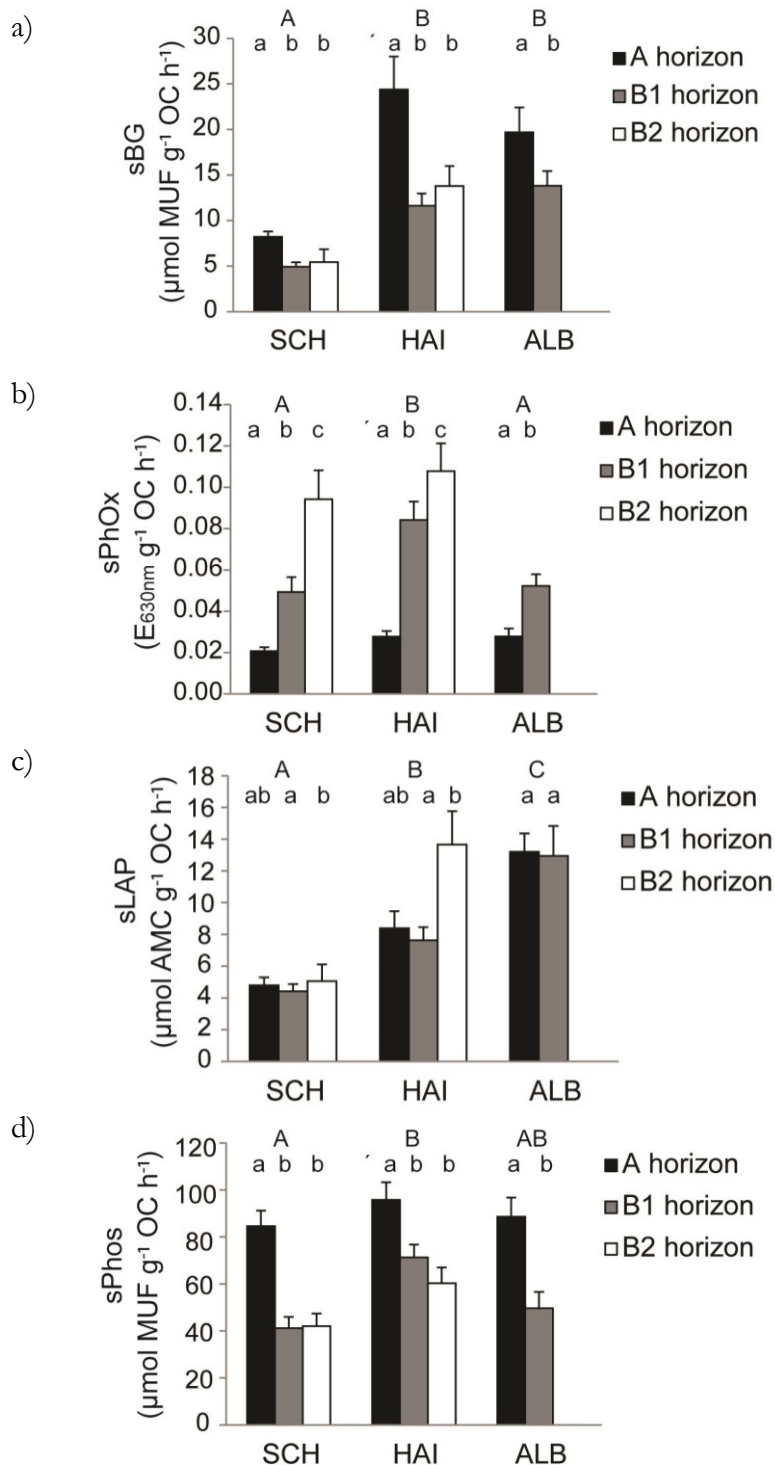 a)
A B B
a b b ´ a b b a b
30
25
20
15
10
5
0
sBG
(µmol MUF g⁻¹ OC h⁻¹)
SCH HAI ALB
A horizon
B1 horizon
B2 horizon
b)
A B A
a b c ´ a b c a b
0.14
0.12
0.10
0.08
0.06
0.04
0.02
0.00
sPhOx
(E630nm g⁻¹ OC h⁻¹)
SCH HAI ALB
A horizon
B1 horizon
B2 horizon
c)
A B C
ab a b ab a b a a
18
16
14
12
10
8
6
4
2
0
sLAP
(µmol AMC g⁻¹ OC h⁻¹)
SCH HAI ALB
A horizon
B1 horizon
B2 horizon
d)
A B AB
a b b ´ a b b a b
120
100
80
60
40
20
0
sPhos
(µmol MUF g⁻¹ OC h⁻¹)
SCH HAI ALB
A horizon
B1 horizon
B2 horizon